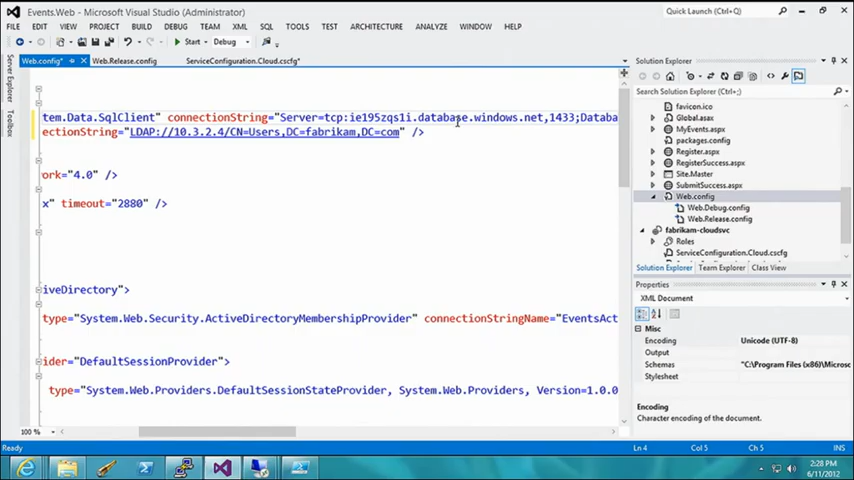 Events.Web - Microsoft Visual Studio (Administrator)
Quick Launch (Ctrl+Q)
FILE EDIT VIEW PROJECT BUILD DEBUG TEAM XML SQL TOOLS TEST ARCHITECTURE ANALYZE WINDOW HELP
Start Debug
Web.config* Web.Release.config ServiceConfiguration.Cloud.cscfg*
Server Explorer
Toolbox
tem.Data.SqlClient" connectionString="Server=tcp:ie195zqs1i.database.windows.net,1433;Databa
ectionString="LDAP://10.3.2.4/CN=Users,DC=fabrikam,DC=com" />
ork="4.0" />
x" timeout="2880" />
iveDirectory">
type="System.Web.Security.ActiveDirectoryMembershipProvider" connectionStringName="EventsAct
ider="DefaultSessionProvider">
type="System.Web.Providers.DefaultSessionStateProvider, System.Web.Providers, Version=1.0.0
100 %
Solution Explorer
Search Solution Explorer (Ctrl+;)
favicon.ico
MyEvents.aspx
packages.config
Register.aspx
RegisterSuccess.aspx
Site.Master
SubmitSuccess.aspx
Web.config
Web.Debug.config
Web.Release.config
fabrikam-cloudsvc
Roles
ServiceConfiguration.Cloud.cscfg
Solution Explorer Team Explorer Class View
Properties
XML Document
Misc
Encoding Unicode (UTF-8)
Output
Schemas "C:\Program Files (x86)\Microsc
Stylesheet
Encoding
Character encoding of the document.
Ready Ln 4 Col 5 Ch 5 INS
2:28 PM
6/11/2012